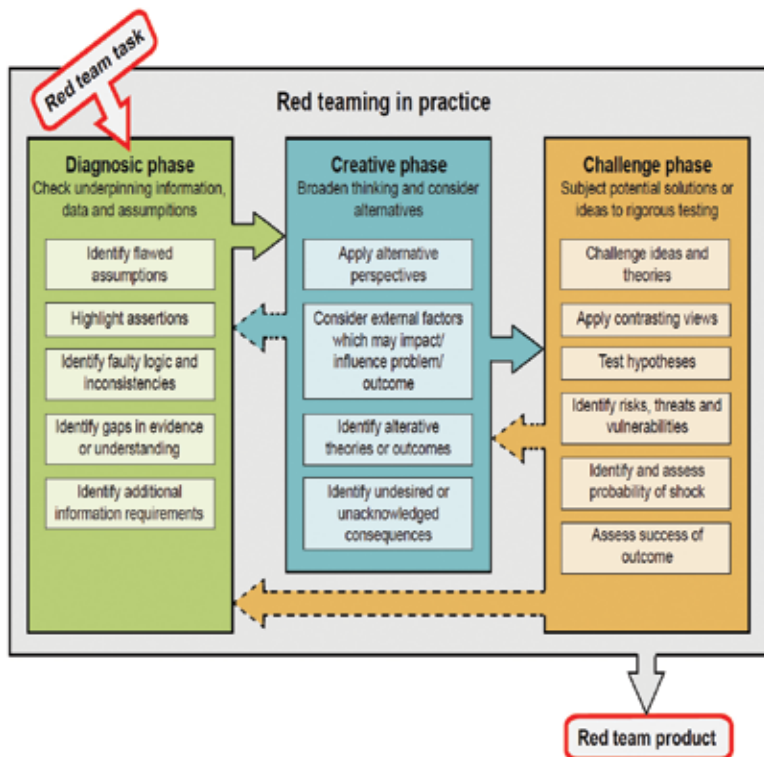 Red team task
Red teaming in practice
Diagnostic phase
Check underpinning information,
data and assumpitions
Identify flawed
assumptions
Highlight assertions
Identify faulty logic and
inconsistencies
Identify gaps in evidence
or understanding
Identify additional
information requirements
Creative phase
Broaden thinking and consider
alternatives
Apply alternative
perspectives
Consider external factors
which may impact/
influence problem/
outcome
Identify alterative
theories or outcomes
Identify undesired or
unacknowledged
consequences
Challenge phase
Subject potential solutions or
ideas to rigorous testing
Challenge ideas and
theories
Apply contrasting views
Test hypotheses
Identify risks, threats and
vulnerabilities
Identify and assess
probability of shock
Assess success of
outcome
Red team product